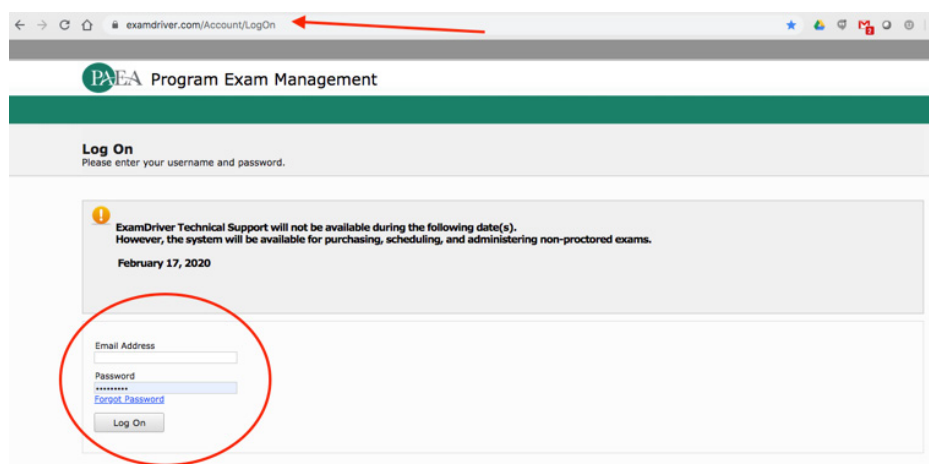 examdriver.com/Account/LogOn
PAEA Program Exam Management
Log On
Please enter your username and password.
ExamDriver Technical Support will not be available during the following date(s).
However, the system will be available for purchasing, scheduling, and administering non-proctored exams.
February 17, 2020
Email Address
Password
•••••••••
Forgot Password
Log On